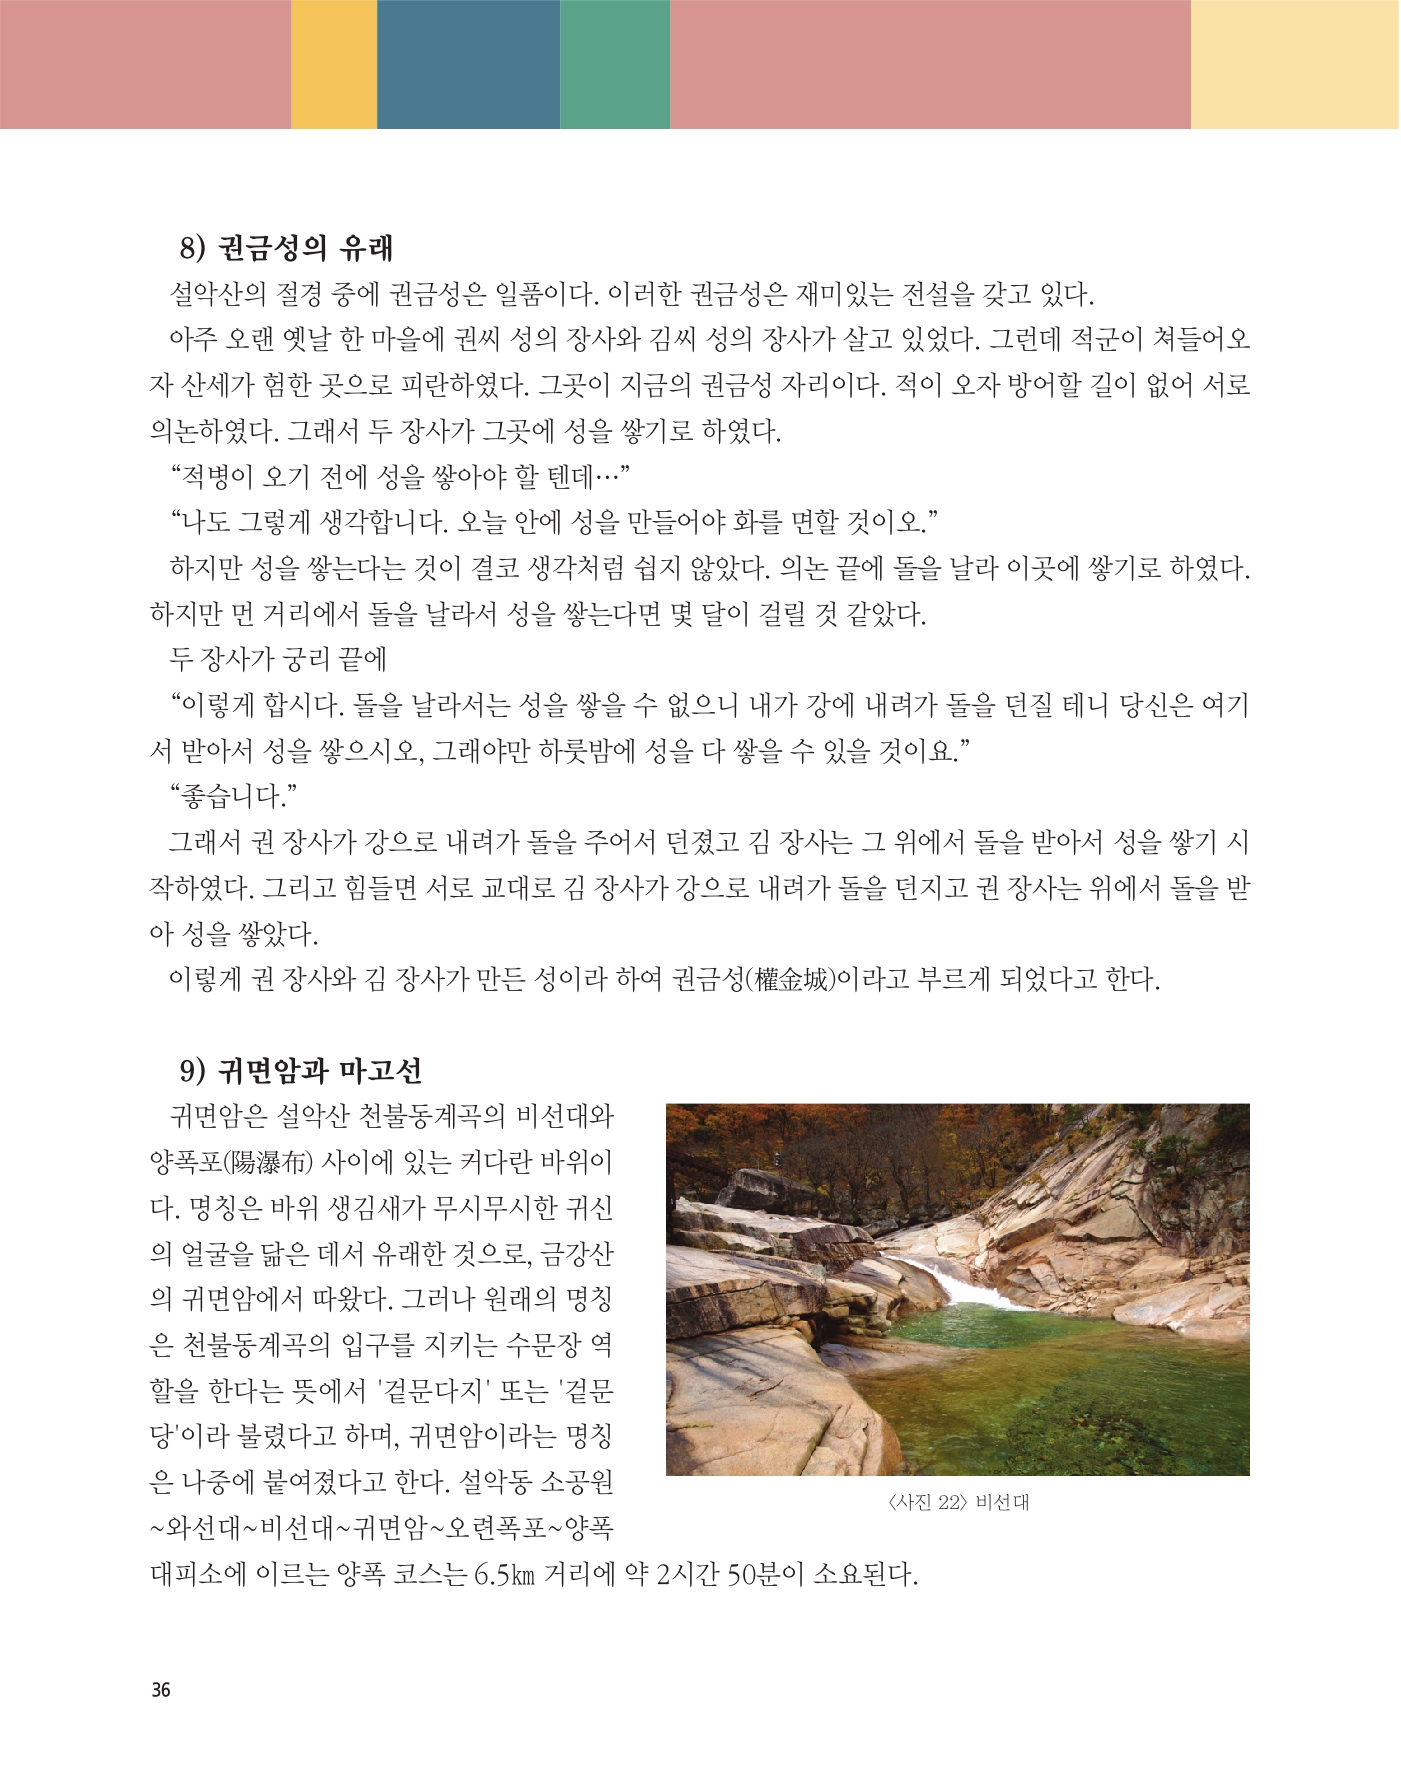 8) 권금성의 유래
설악산의 절경 중에 권금성은 일품이다. 이러한 권금성은 재미있는 전설을 갖고 있다.
아주 오랜 옛날 한 마을에 권씨 성의 장사와 김씨 성의 장사가 살고 있었다. 그런데 적군이 쳐들어오
자 산세가 험한 곳으로 피란하였다. 그곳이 지금의 권금성 자리이다. 적이 오자 방어할 길이 없어 서로
의논하였다. 그래서 두 장사가 그곳에 성을 쌓기로 하였다.
“적병이 오기 전에 성을 쌓아야 할 텐데…”
“나도 그렇게 생각합니다. 오늘 안에 성을 만들어야 화를 면할 것이오.”
하지만 성을 쌓는다는 것이 결코 생각처럼 쉽지 않았다. 의논 끝에 돌을 날라 이곳에 쌓기로 하였다.
하지만 먼 거리에서 돌을 날라서 성을 쌓는다면 몇 달이 걸릴 것 같았다.
두 장사가 궁리 끝에
“이렇게 합시다. 돌을 날라서는 성을 쌓을 수 없으니 내가 강에 내려가 돌을 던질 테니 당신은 여기
서 받아서 성을 쌓으시오, 그래야만 하룻밤에 성을 다 쌓을 수 있을 것이요.”
“좋습니다.”
그래서 권 장사가 강으로 내려가 돌을 주어서 던졌고 김 장사는 그 위에서 돌을 받아서 성을 쌓기 시
작하였다. 그리고 힘들면 서로 교대로 김 장사가 강으로 내려가 돌을 던지고 권 장사는 위에서 돌을 받
아 성을 쌓았다.
이렇게 권 장사와 김 장사가 만든 성이라 하여 권금성(權金城)이라고 부르게 되었다고 한다.
9) 귀면암과 마고선
귀면암은 설악산 천불동계곡의 비선대와
양폭포(陽瀑布) 사이에 있는 커다란 바위이
다. 명칭은 바위 생김새가 무시무시한 귀신
의 얼굴을 닮은 데서 유래한 것으로, 금강산
의 귀면암에서 따왔다. 그러나 원래의 명칭
은 천불동계곡의 입구를 지키는 수문장 역
할을 한다는 뜻에서 '겉문다지' 또는 '겉문
당'이라 불렸다고 하며, 귀면암이라는 명칭
은 나중에 붙여졌다고 한다. 설악동 소공원
~와선대~비선대~귀면암~오련폭포~양폭
대피소에 이르는 양폭 코스는 6.5㎞ 거리에 약 2시간 50분이 소요된다.
〈사진 22〉 비선대
36